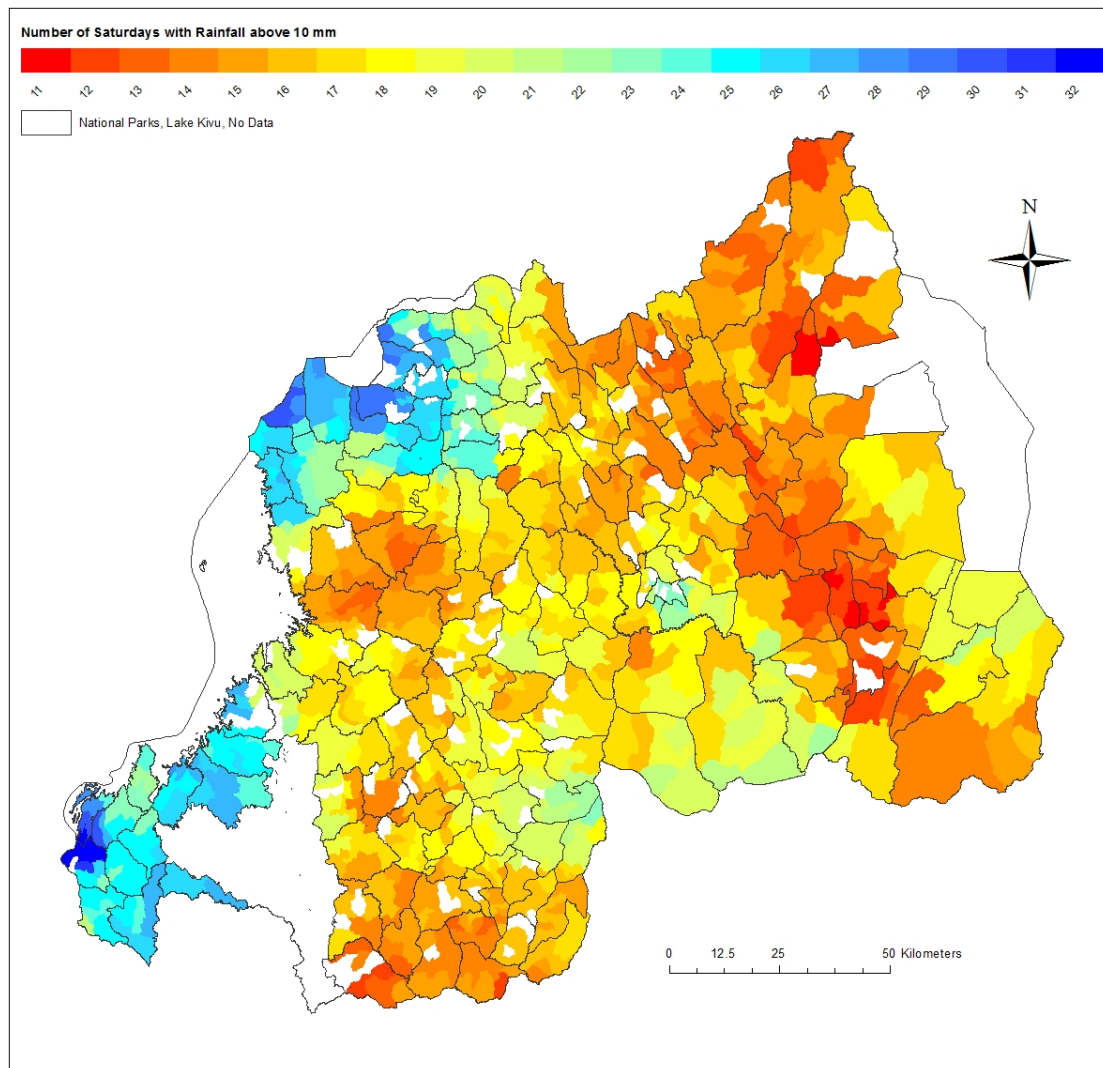 Number of Saturdays with Rainfall above 10 mm
11 12 13 14 15 16 17 18 19 20 21 22 23 24 25 26 27 28 29 30 31 32
National Parks, Lake Kivu, No Data
N
0 12.5 25 50 Kilometers